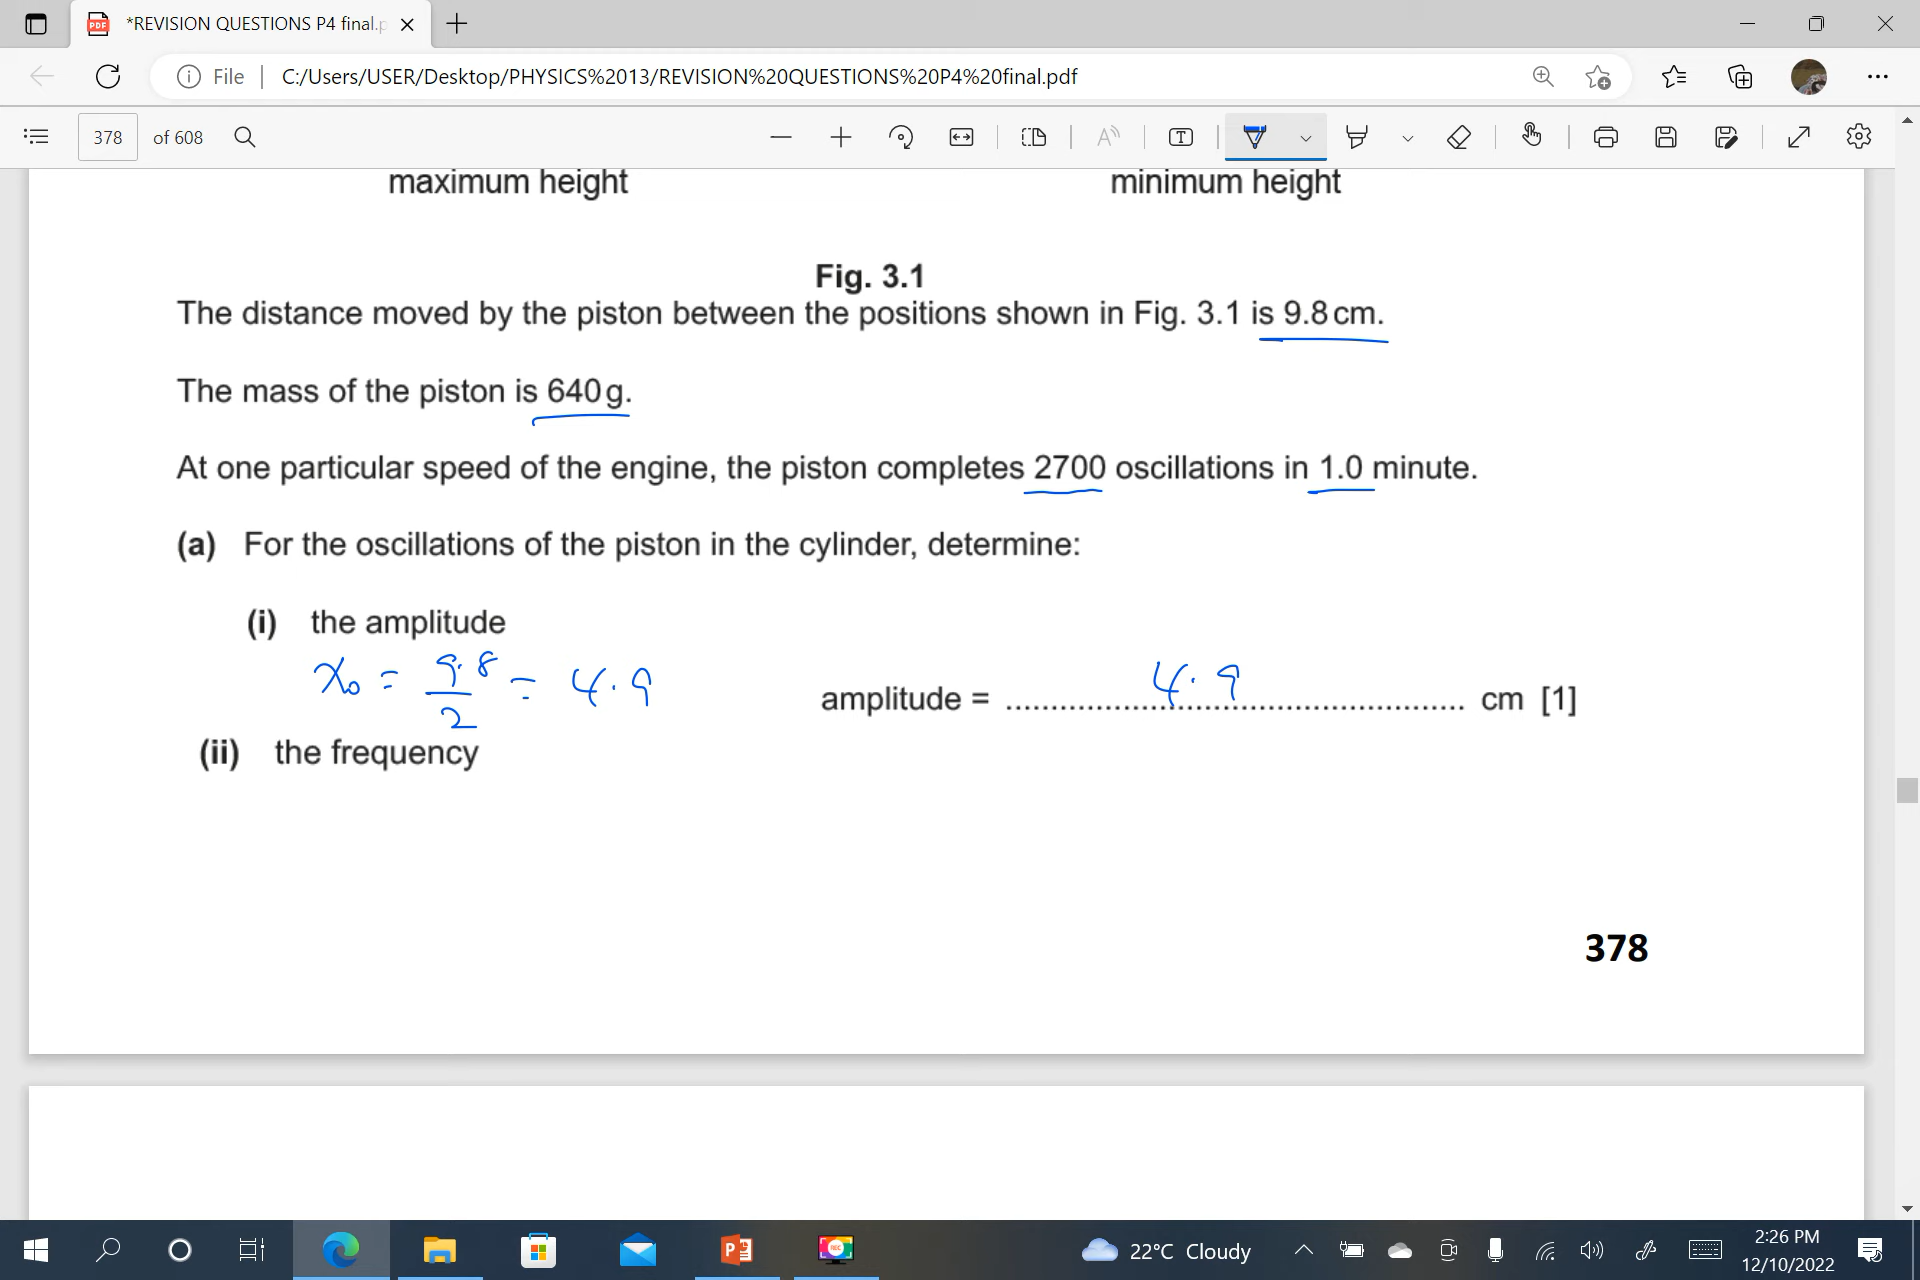 *REVISION QUESTIONS P4 final.p
File
C:/Users/USER/Desktop/PHYSICS%2013/REVISION%20QUESTIONS%20P4%20final.pdf
378 of 608
maximum height minimum height
Fig. 3.1
The distance moved by the piston between the positions shown in Fig. 3.1 is 9.8 cm.
The mass of the piston is 640 g.
At one particular speed of the engine, the piston completes 2700 oscillations in 1.0 minute.
(a) For the oscillations of the piston in the cylinder, determine:
(i) the amplitude
x₀ = 9.8/2 = 4.9
amplitude = 4.9 cm [1]
(ii) the frequency
378
22°C Cloudy
2:26 PM
12/10/2022